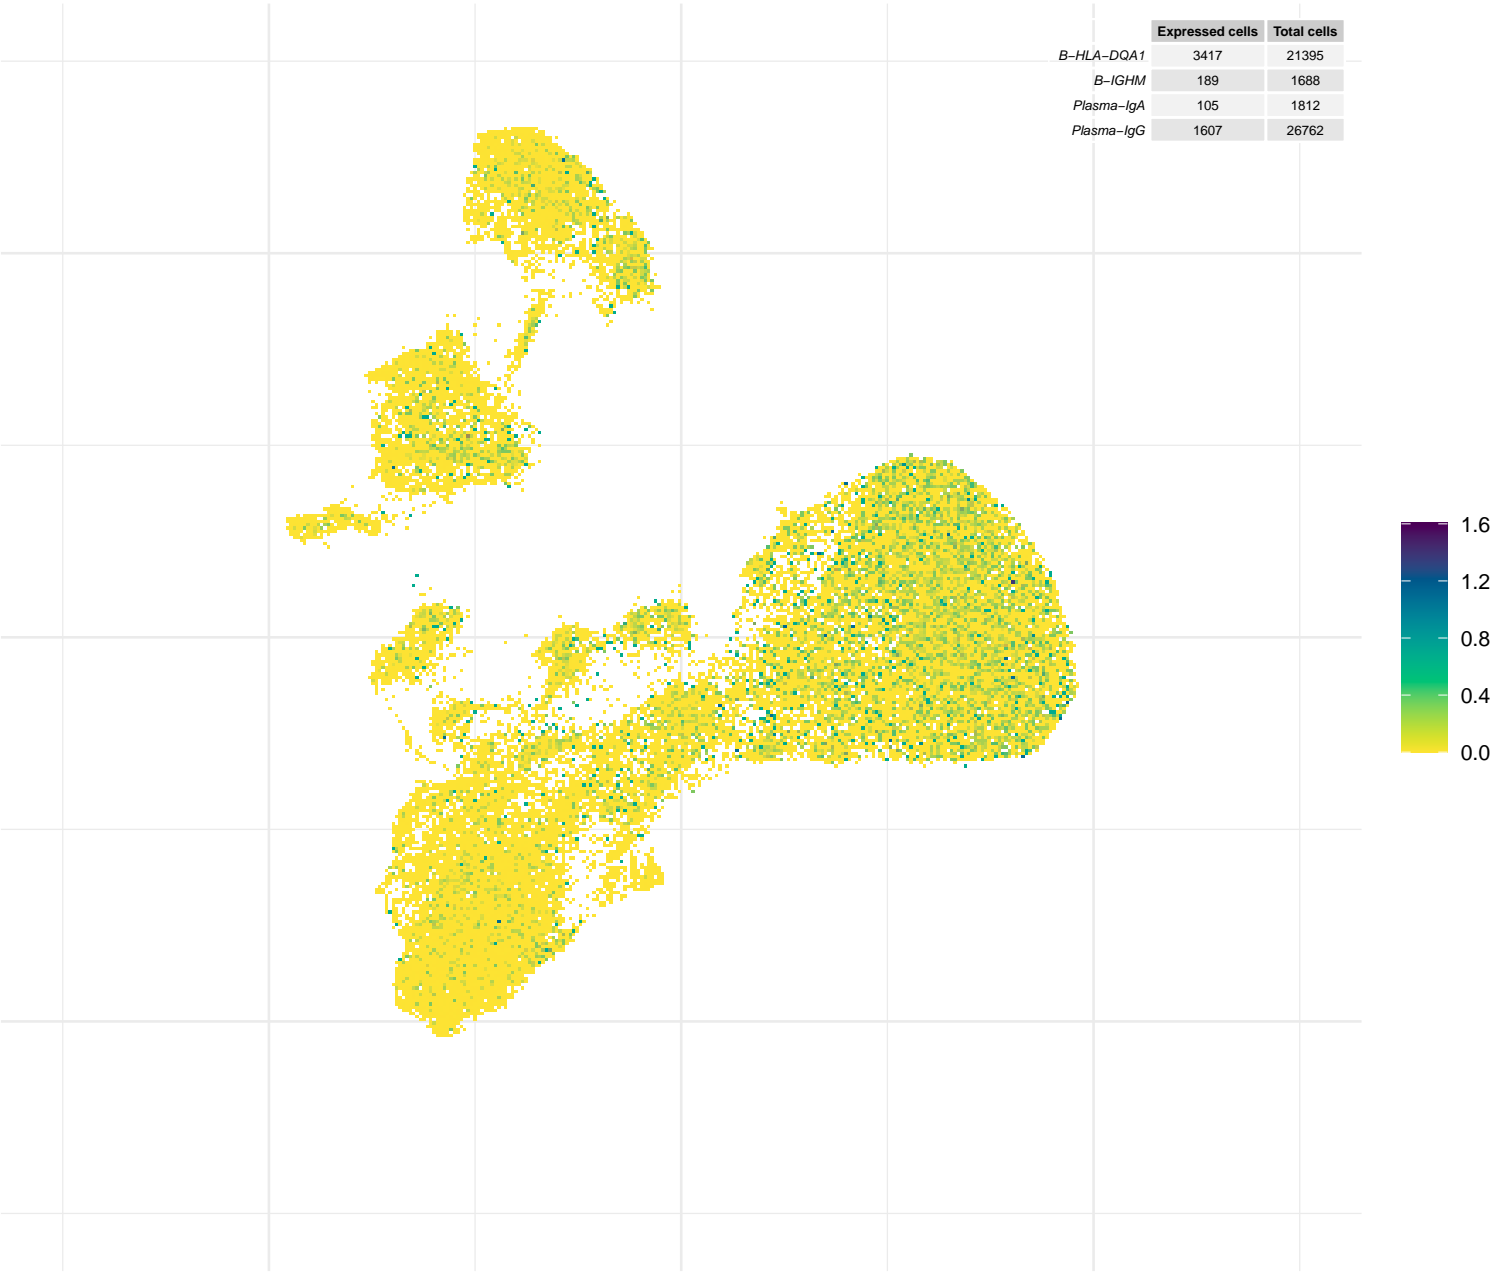 Expressed cells Total cells
B−HLA−DQA1 3417 21395
B−IGHM 189 1688
Plasma−IgA 105 1812
Plasma−IgG 1607 26762
1.6
1.2
0.8
0.4
0.0